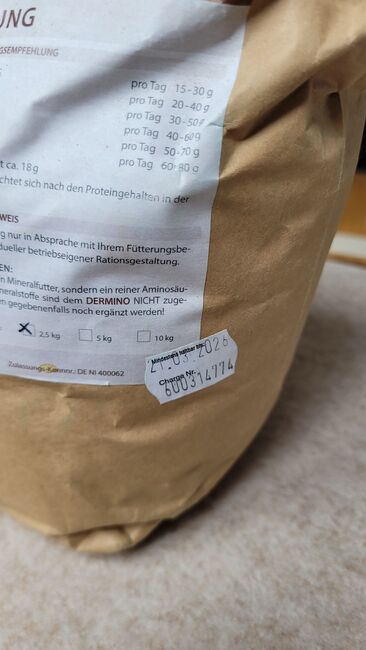 UNG
GSEMPFEHLUNG
pro Tag 15-30 g
pro Tag 20-40 g
pro Tag 30-50g
pro Tag 40-60g
pro Tag 50-70 g
pro Tag 60-80 g
t ca. 18g
chtet sich nach den Proteingehalten in der
WEIS
g nur in Absprache mit Ihrem Fütterungsbe-
dueller betriebseigener Rationsgestaltung.
EN:
n Mineralfutter, sondern ein reiner Aminosäu-
neralstoffe sind dem DERMINO NICHT zuge-
n gegebenenfalls noch ergänzt werden!
2,5 kg 5 kg 10 kg
Zulassungs-Kennnr.: DE NI 400062
Mindestens haltbar bis:
21.03.2026
Charge Nr.
600314774